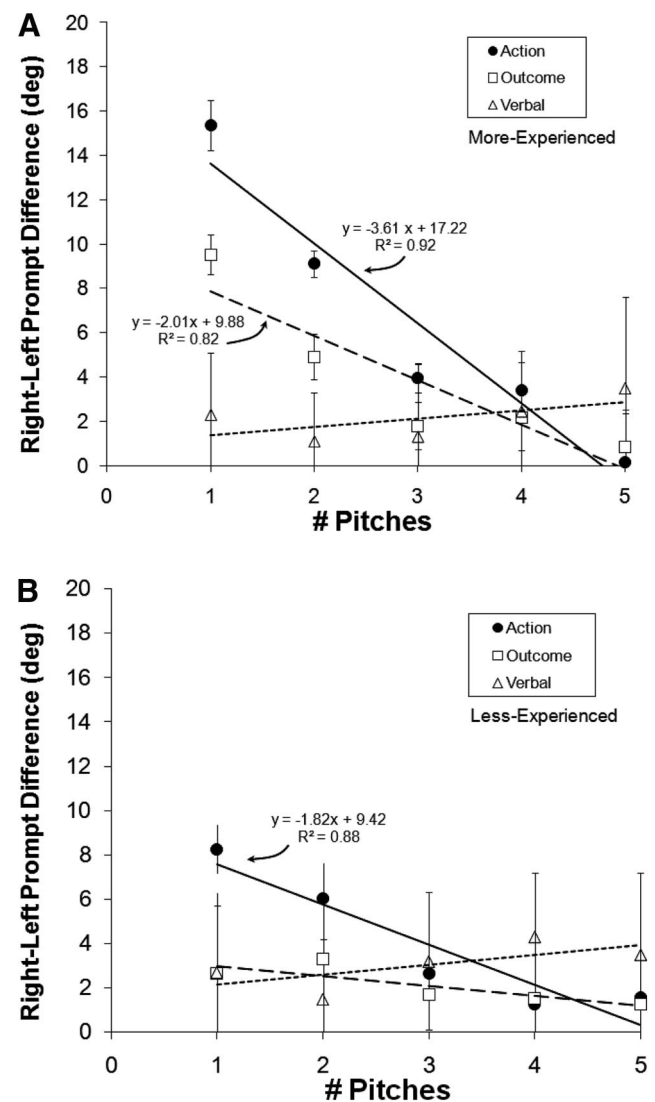 A
Right-Left Prompt Difference (deg)
20
18
16
14
12
10
8
6
4
2
0
Action
Outcome
Verbal
More-Experienced
y = -3.61 x + 17.22
R² = 0.92
y = -2.01x + 9.88
R² = 0.82
0 1 2 3 4 5
# Pitches
B
Right-Left Prompt Difference (deg)
20
18
16
14
12
10
8
6
4
2
0
Action
Outcome
Verbal
Less-Experienced
y = -1.82x + 9.42
R² = 0.88
0 1 2 3 4 5
# Pitches